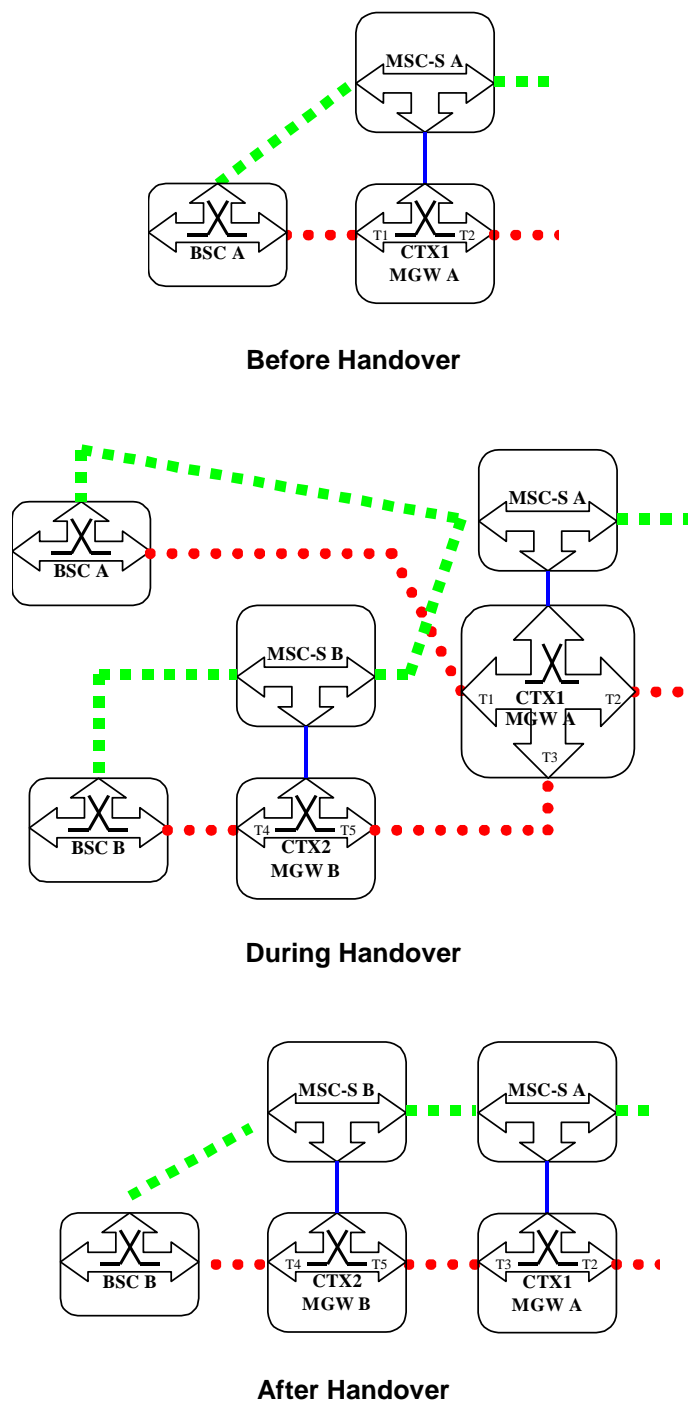 MSC-S A
BSC A
T1
T2
CTX1
MGW A
Before Handover
MSC-S A
BSC A
MSC-S B
T1
CTX1
T2
MGW A
T3
BSC B
T4
T5
CTX2
MGW B
During Handover
MSC-S B
MSC-S A
BSC B
T4
T5
CTX2
MGW B
T3
T2
CTX1
MGW A
After Handover